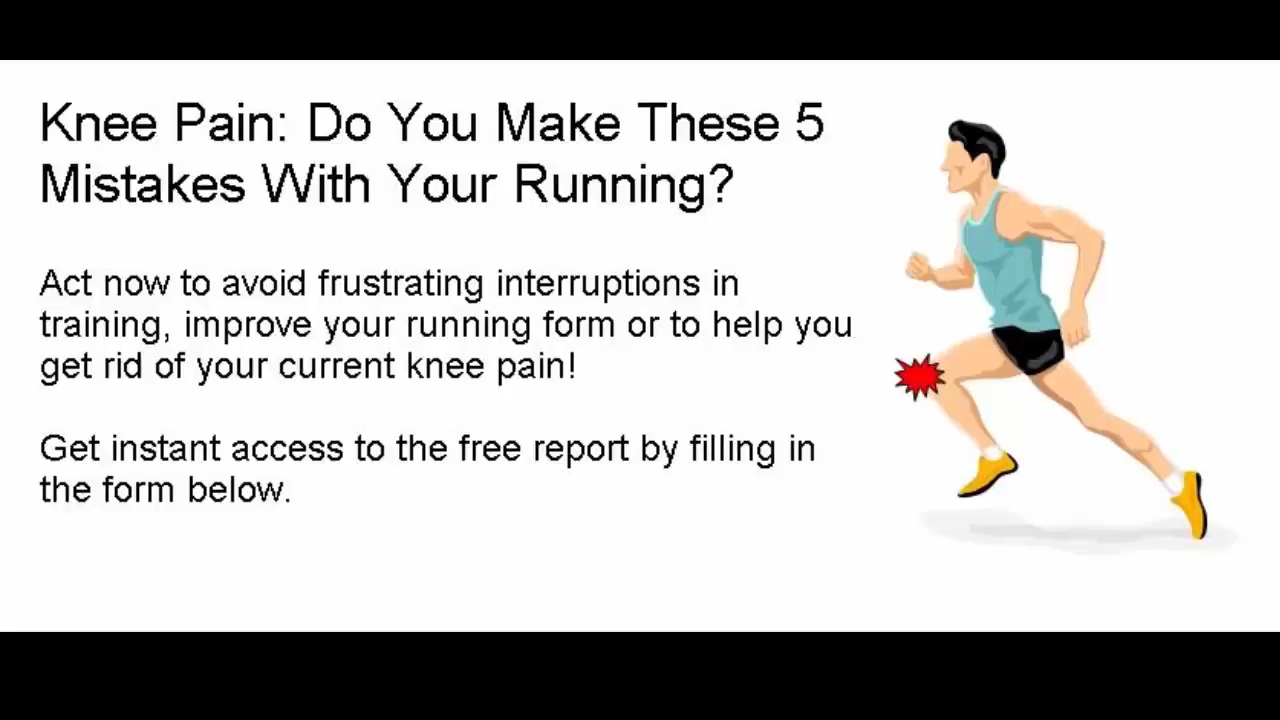 Knee Pain: Do You Make These 5
Mistakes With Your Running?
Act now to avoid frustrating interruptions in
training, improve your running form or to help you
get rid of your current knee pain!
Get instant access to the free report by filling in
the form below.